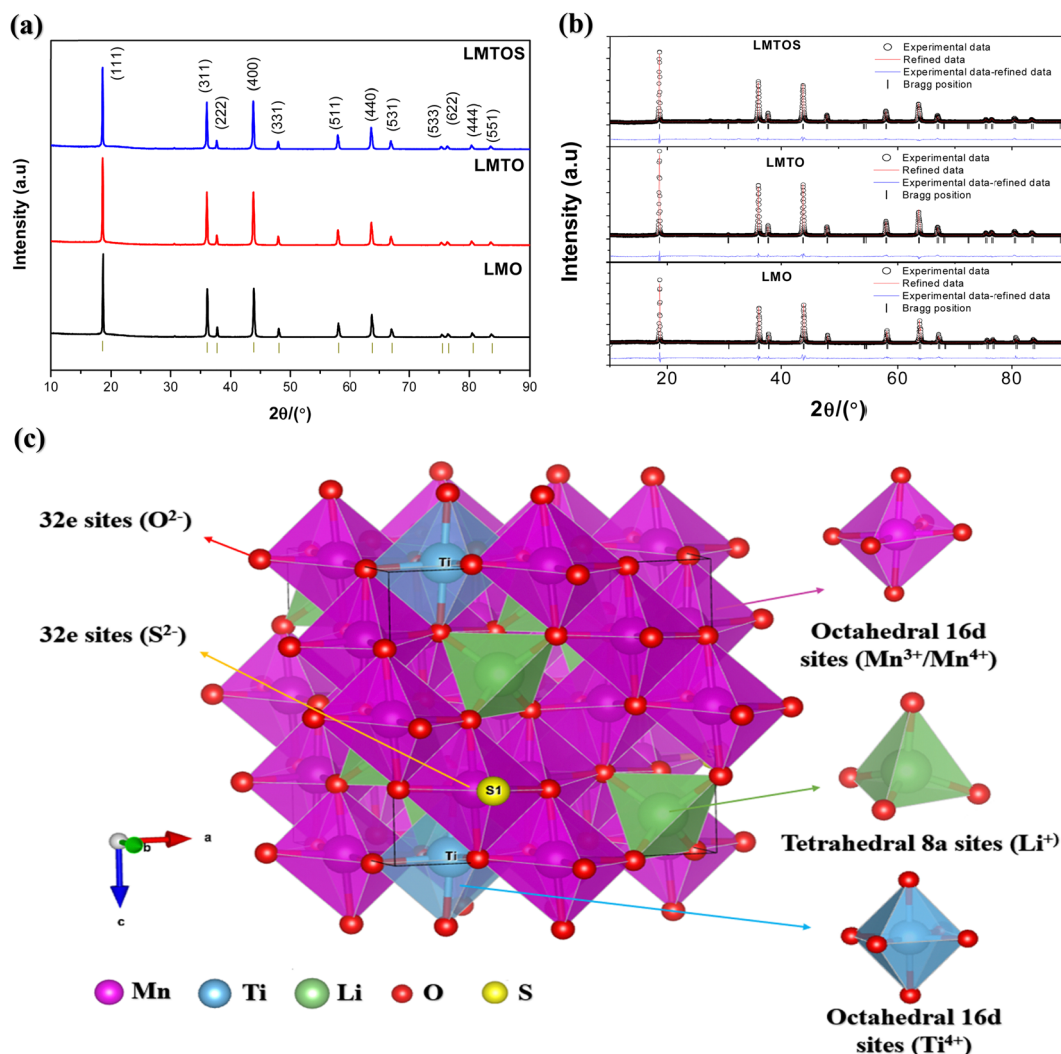 (a)
LMTOS
(111)
(311)
(222)
(400)
(331)
(511)
(440)
(531)
(533)
(622)
(444)
(551)
LMTO
LMO
Intensity (a.u)
10 20 30 40 50 60 70 80 90
2θ/(°)
(b)
LMTOS
Experimental data
Refined data
Experimental data-refined data
Bragg position
LMTO
Experimental data
Refined data
Experimental data-refined data
Bragg position
LMO
Experimental data
Refined data
Experimental data-refined data
Bragg position
Intensity (a.u)
20 40 60 80
2θ/(°)
(c)
32e sites (O²⁻)
32e sites (S²⁻)
Ti
S1
Ti
a
b
c
Octahedral 16d
sites (Mn³⁺/Mn⁴⁺)
Tetrahedral 8a sites (Li⁺)
Octahedral 16d
sites (Ti⁴⁺)
Mn Ti Li O S